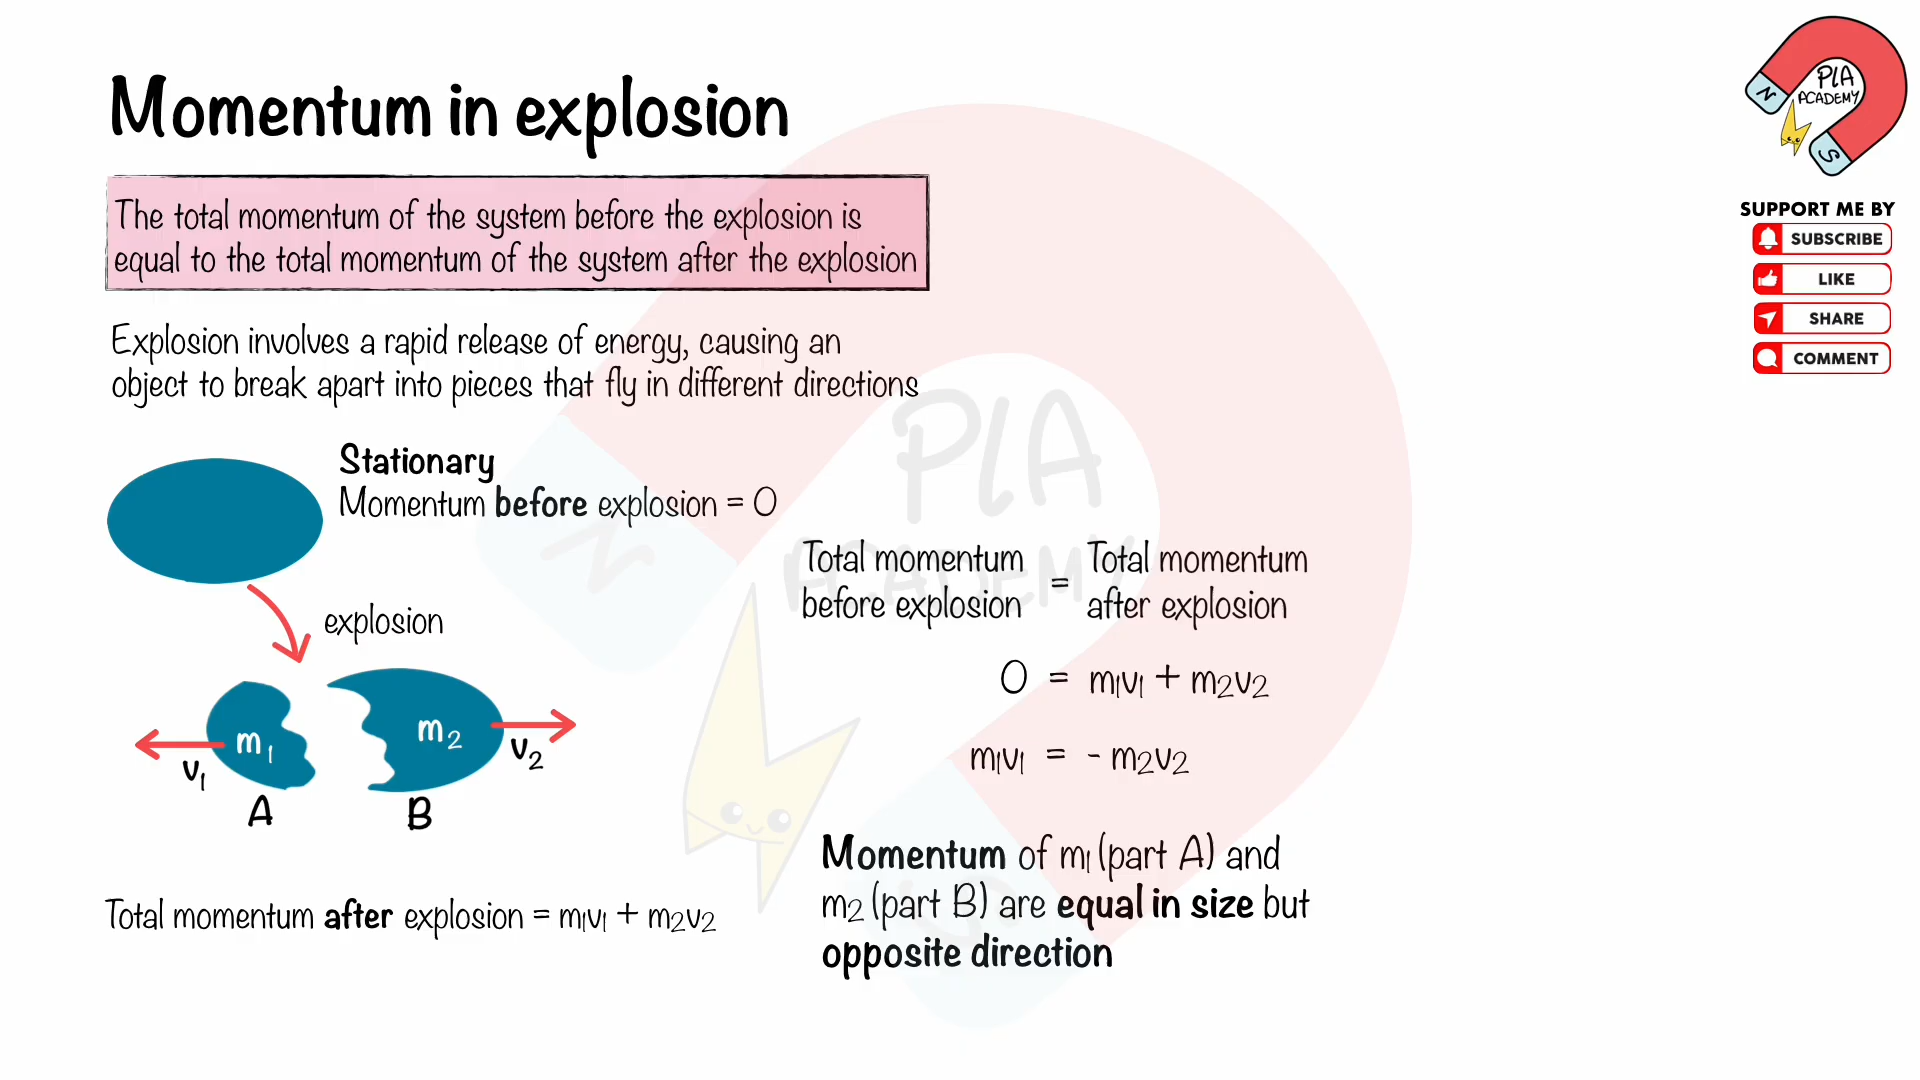 Momentum in explosion
The total momentum of the system before the explosion is
equal to the total momentum of the system after the explosion
Explosion involves a rapid release of energy, causing an
object to break apart into pieces that fly in different directions
Stationary
Momentum before explosion = 0
explosion
m₁
v₁
A
m₂
v₂
B
Total momentum after explosion = m₁v₁ + m₂v₂
Total momentum
before explosion
=
Total momentum
after explosion
0 = m₁v₁ + m₂v₂
m₁v₁ = - m₂v₂
Momentum of m₁ (part A) and
m₂ (part B) are equal in size but
opposite direction
PLA
ACADEMY
N
S
SUPPORT ME BY
SUBSCRIBE
LIKE
SHARE
COMMENT
PLA
ACADEMY
N
S